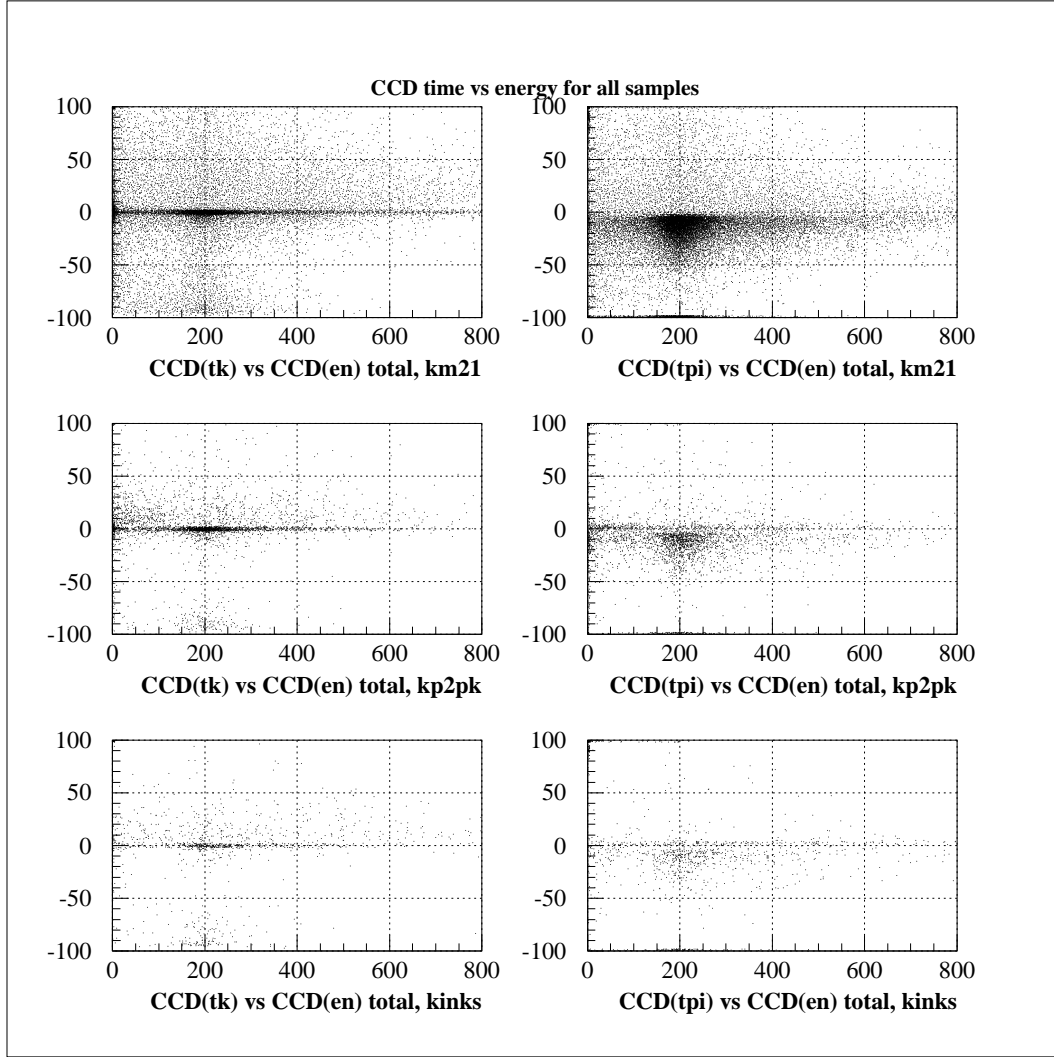 CCD time vs energy for all samples
100 100
50 50
0 0
-50 -50
-100 -100
0 200 400 600 800 0 200 400 600 800
CCD(tk) vs CCD(en) total, km21 CCD(tpi) vs CCD(en) total, km21
100 100
50 50
0 0
-50 -50
-100 -100
0 200 400 600 800 0 200 400 600 800
CCD(tk) vs CCD(en) total, kp2pk CCD(tpi) vs CCD(en) total, kp2pk
100 100
50 50
0 0
-50 -50
-100 -100
0 200 400 600 800 0 200 400 600 800
CCD(tk) vs CCD(en) total, kinks CCD(tpi) vs CCD(en) total, kinks